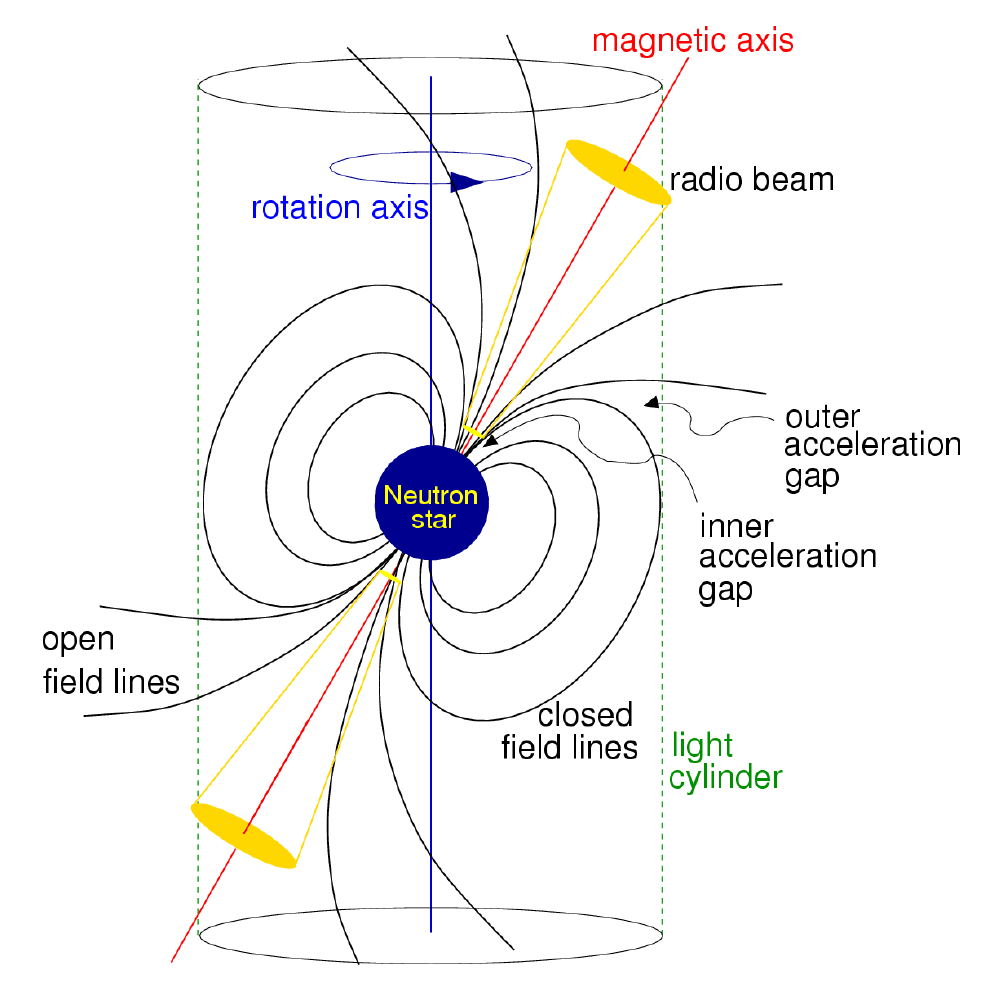 magnetic axis
radio beam
rotation axis
outer
acceleration
gap
Neutron
star
inner
acceleration
gap
open
field lines
closed
field lines
light
cylinder